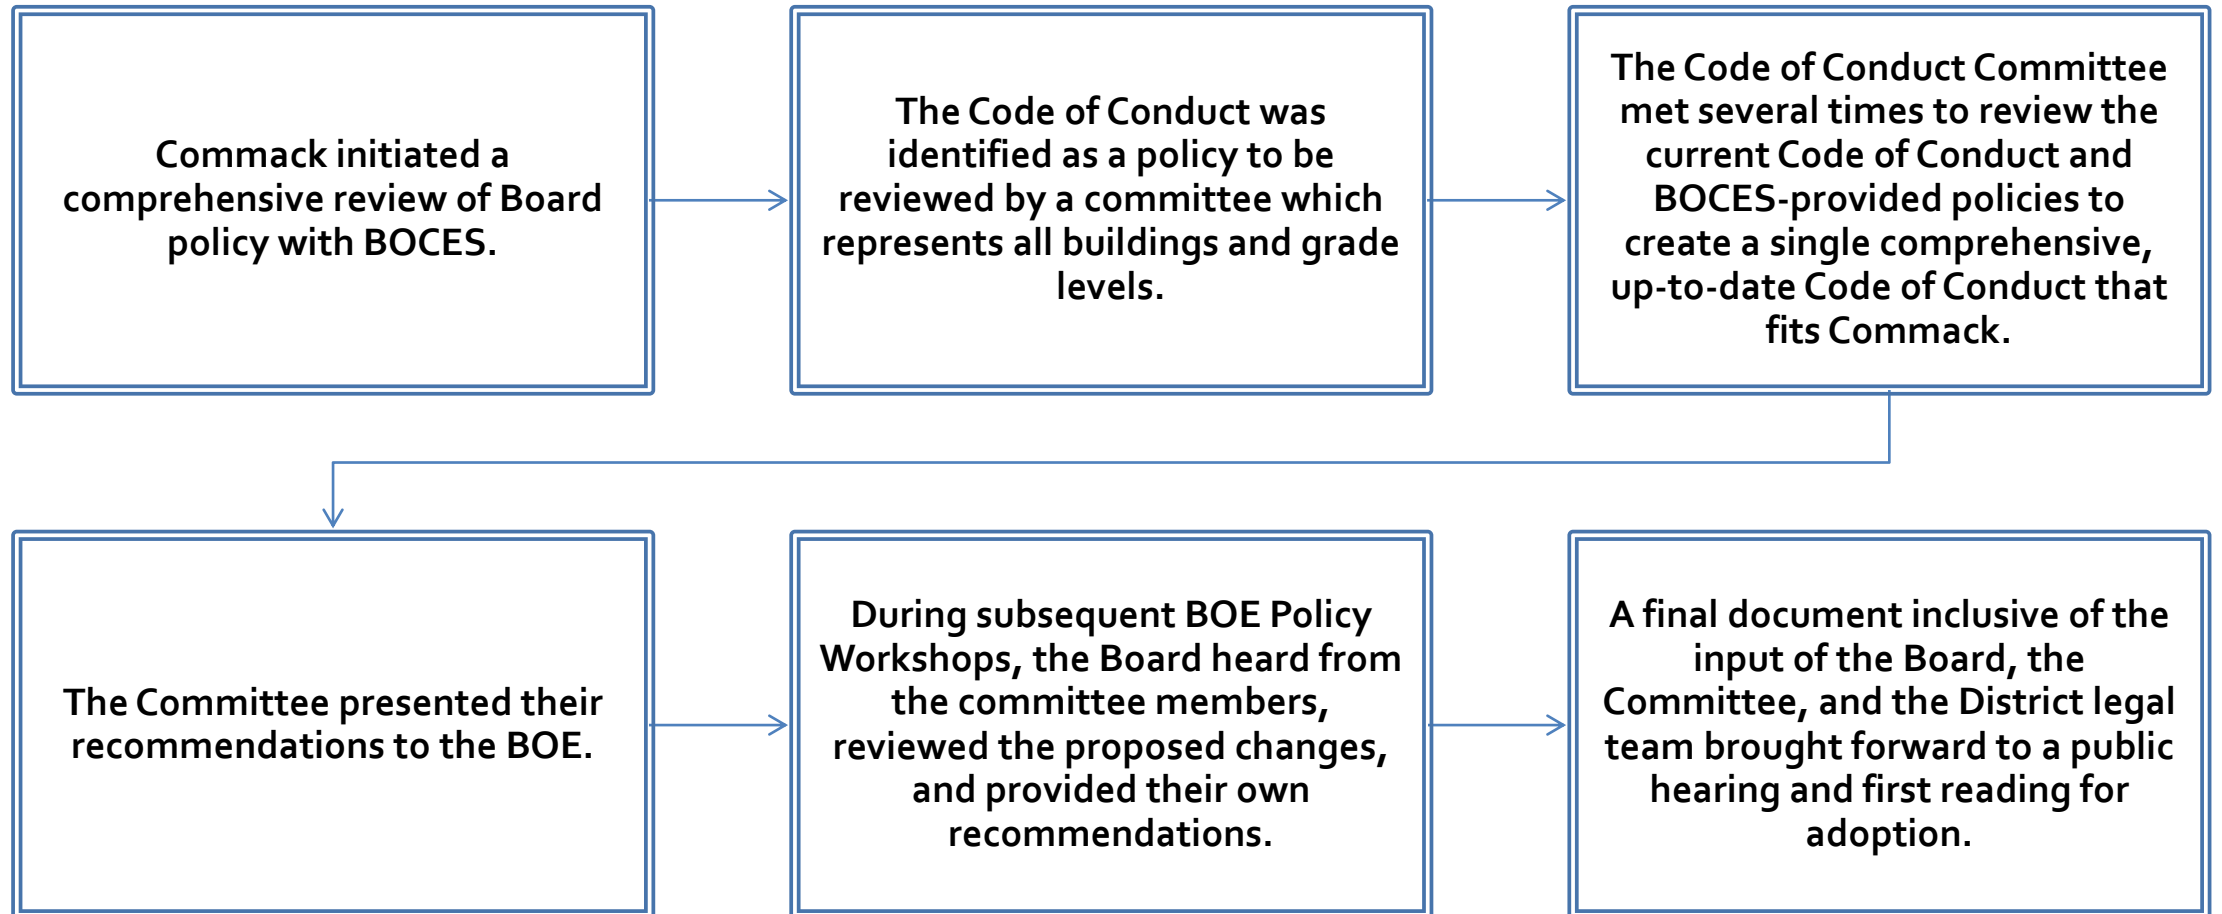 Commack initiated a
comprehensive review of Board
policy with BOCES.
The Code of Conduct was
identified as a policy to be
reviewed by a committee which
represents all buildings and grade
levels.
The Code of Conduct Committee
met several times to review the
current Code of Conduct and
BOCES-provided policies to
create a single comprehensive,
up-to-date Code of Conduct that
fits Commack.
The Committee presented their
recommendations to the BOE.
During subsequent BOE Policy
Workshops, the Board heard from
the committee members,
reviewed the proposed changes,
and provided their own
recommendations.
A final document inclusive of the
input of the Board, the
Committee, and the District legal
team brought forward to a public
hearing and first reading for
adoption.